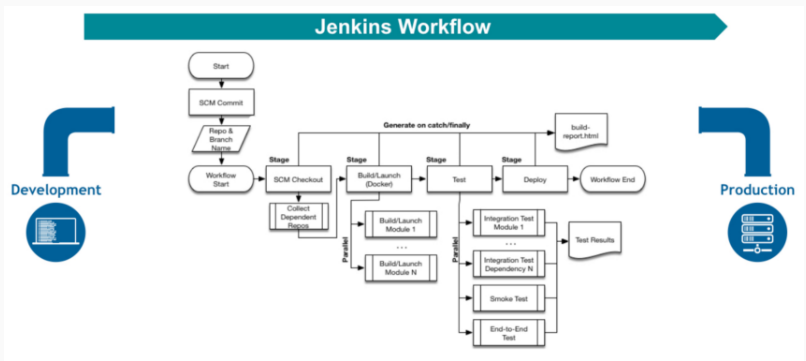 Jenkins Workflow
Start
SCM Commit
Repo &
Branch
Name
Generate on catch/finally
build-
report.html
Workflow
Start
Stage
SCM Checkout
Stage
Build/Launch
(Docker)
Stage
Test
Stage
Deploy
Workflow End
Development
Production
Collect
Dependent
Repos
Parallel
Build/Launch
Module 1
...
Build/Launch
Module N
Parallel
Integration Test
Module 1
...
Integration Test
Dependency N
Smoke Test
End-to-End
Test
Test Results